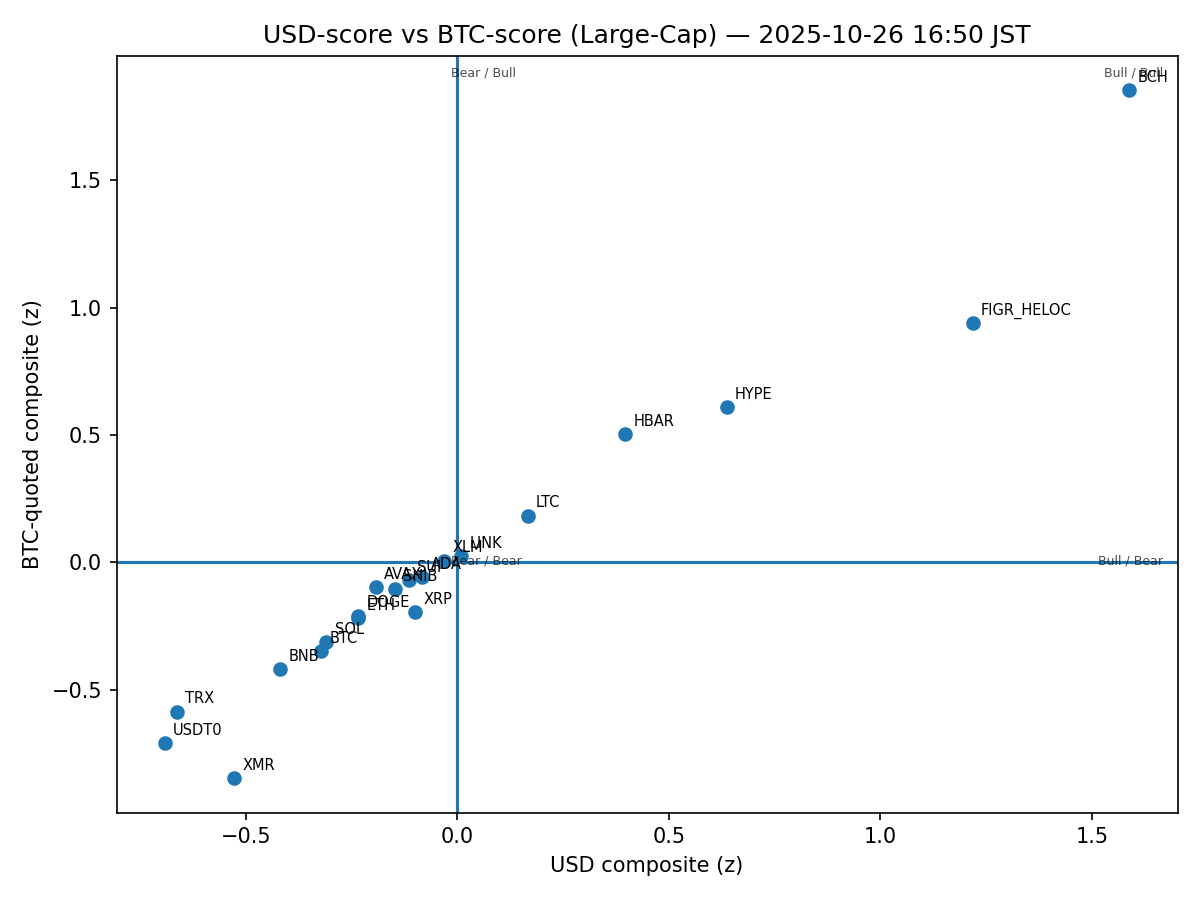 USD-score vs BTC-score (Large-Cap) — 2025-10-26 16:50 JST
Bear / Bull
Bull / Bull
BCH
1.5
FIGR_HELOC
1.0
HYPE
HBAR
0.5
LTC
LINK
XLM
0.0
Bear / Bear
Bull / Bear
ADA
SUI
SHIB
AVAX
XRP
DOGE
ETH
SOL
BTC
BNB
−0.5
TRX
USDT0
XMR
−0.5
0.0
0.5
1.0
1.5
USD composite (z)
BTC-quoted composite (z)